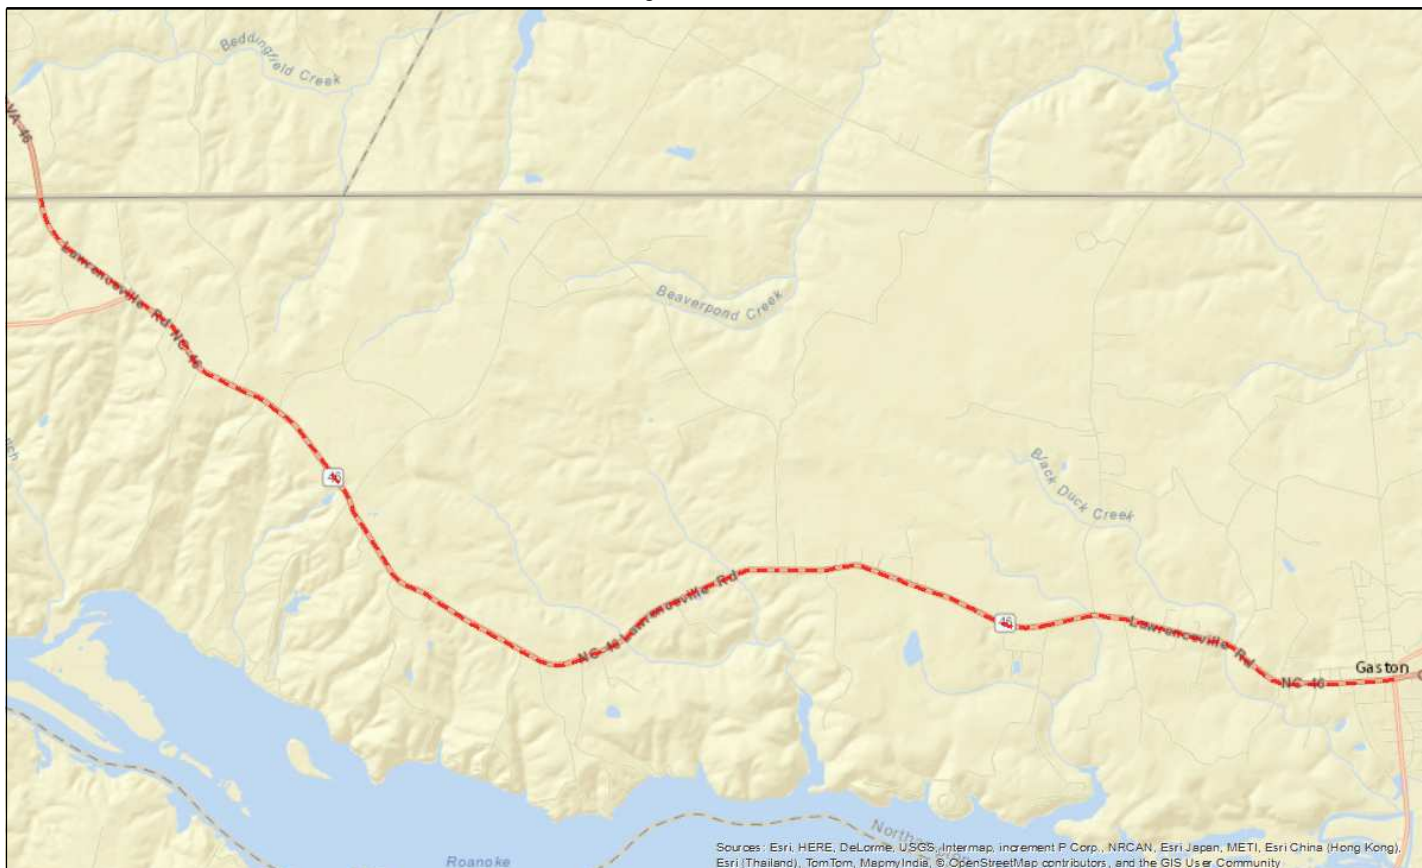 Beddingfield Creek
VA 46
Lawrenceville Rd NC 46
Beaverpond Creek
46
Black Duck Creek
NC 46 Lawrenceville Rd
46
Lawrenceville Rd
Gaston
NC 46
Roanoke
Sources: Esri, HERE, DeLorme, USGS, Intermap, increment P Corp., NRCAN, Esri Japan, METI, Esri China (Hong Kong),
Esri (Thailand), TomTom, MapmyIndia, © OpenStreetMap contributors, and the GIS User Community